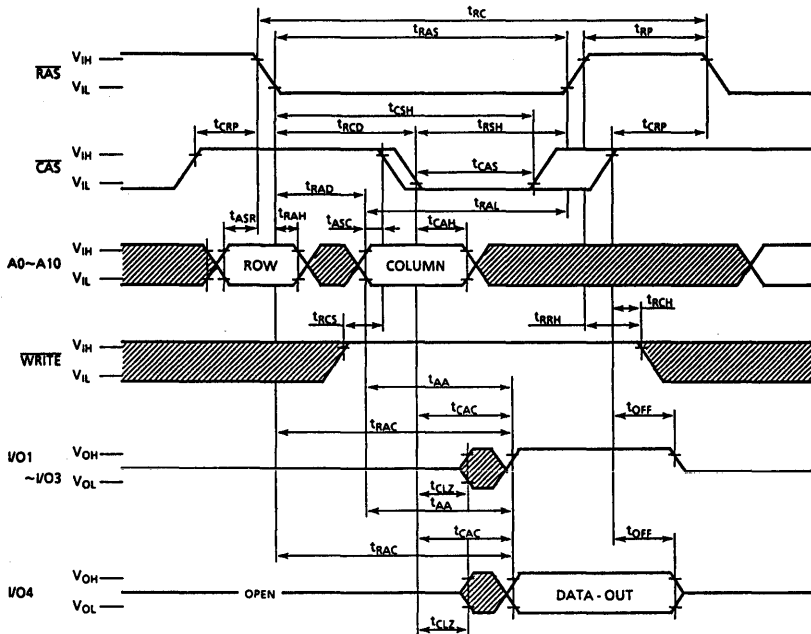 tRC
tRAS tRP
RAS VIH
VIL
tCSH
tCRP tRCD tRSH tCRP
CAS VIH
VIL
tCAS
tRAD tRAL
tASR tRAH tASC tCAH
A0~A10 VIH
VIL
ROW COLUMN
tRCS tRRH tRCH
WRITE VIH
VIL
tAA
tCAC
tRAC tOFF
I/O1 VOH
~I/O3 VOL
tCLZ
tAA
tCAC
tRAC tOFF
I/O4 VOH
VOL
OPEN DATA - OUT
tCLZ